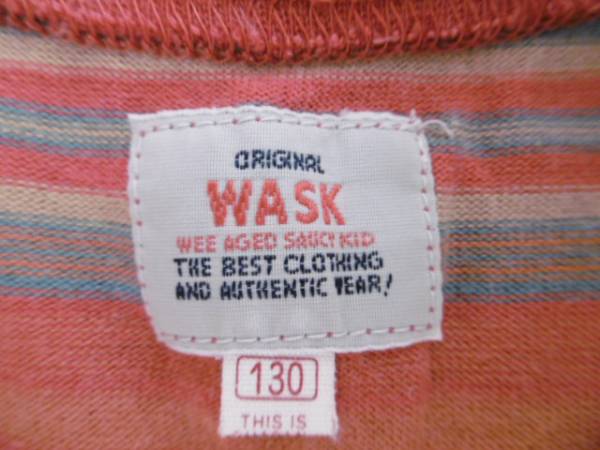 ORIGINAL
WASK
WEE AGED SAUCY KID
THE BEST CLOTHING
AND AUTHENTIC WEAR!
130
THIS IS